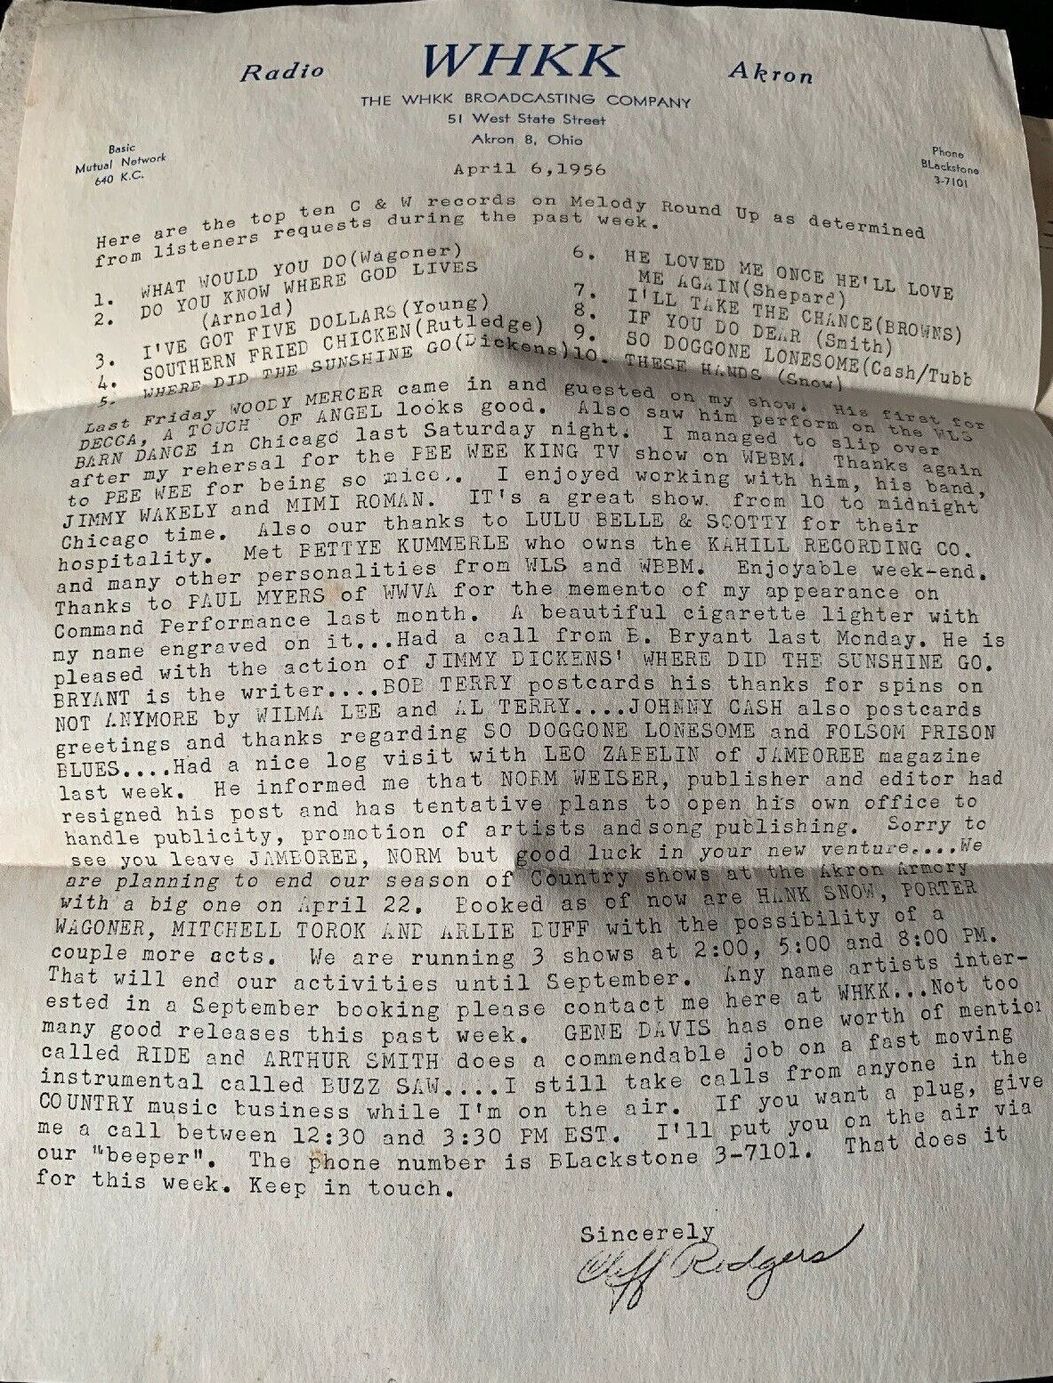 Radio WHKK Akron
THE WHKK BROADCASTING COMPANY
51 West State Street
Akron 8, Ohio
Basic
Mutual Network
640 K.C.
Phone
BLackstone
3-7101
April 6,1956
Here are the top ten C & W records on Melody Round Up as determined
from listeners requests during the past week.
1. WHAT WOULD YOU DO(Wagoner)
2. DO YOU KNOW WHERE GOD LIVES
(Arnold)
3. I'VE GOT FIVE DOLLARS(Young)
4. SOUTHERN FRIED CHICKEN(Rutledge)
5. WHERE DID THE SUNSHINE GO(Dickens)
6. HE LOVED ME ONCE HE'LL LOVE
ME AGAIN(Shepard)
7. I'LL TAKE THE CHANCE(BROWNS)
8. IF YOU DO DEAR (Smith)
9. SO DOGGONE LONESOME(Cash/Tubb
10. THESE HANDS (Snow)
Last Friday WOODY MERCER came in and guested on my show. His first for
DECCA, A TOUCH OF ANGEL looks good. Also saw him perform on the WLS
BARN DANCE in Chicago last Saturday night. I managed to slip over
after my rehersal for the PEE WEE KING TV show on WBBM. Thanks again
to PEE WEE for being so nice.. I enjoyed working with him, his band,
JIMMY WAKELY and MIMI ROMAN. IT's a great show. from 10 to midnight
Chicago time. Also our thanks to LULU BELLE & SCOTTY for their
hospitality. Met BETTYE KUMMERLE who owns the KAHILL RECORDING CO.
and many other personalities from WLS and WBBM. Enjoyable week-end.
Thanks to PAUL MYERS of WWVA for the memento of my appearance on
Command Performance last month. A beautiful cigarette lighter with
my name engraved on it...Had a call from B. Bryant last Monday. He is
pleased with the action of JIMMY DICKENS' WHERE DID THE SUNSHINE GO.
BRYANT is the writer....BOB TERRY postcards his thanks for spins on
NOT ANYMORE by WILMA LEE and AL TERRY....JOHNNY CASH also postcards
greetings and thanks regarding SO DOGGONE LONESOME and FOLSOM PRISON
BLUES....Had a nice log visit with LEO ZABELIN of JAMBOREE magazine
last week. He informed me that NORM WEISER, publisher and editor had
resigned his post and has tentative plans to open his own office to
handle publicity, promotion of artists andsong publishing. Sorry to
see you leave JAMBOREE, NORM but good luck in your new venture....We
are planning to end our season of Country shows at the Akron Armory
with a big one on April 22. Booked as of now are HANK SNOW, PORTER
WAGONER, MITCHELL TOROK AND ARLIE DUFF with the possibility of a
couple more acts. We are running 3 shows at 2:00, 5:00 and 8:00 PM.
That will end our activities until September. Any name artists inter-
ested in a September booking please contact me here at WHKK...Not too
many good releases this past week. GENE DAVIS has one worth of mention
called RIDE and ARTHUR SMITH does a commendable job on a fast moving
instrumental called BUZZ SAW....I still take calls from anyone in the
COUNTRY music business while I'm on the air. If you want a plug, give
me a call between 12:30 and 3:30 PM EST. I'll put you on the air via
our "beeper". The phone number is BLackstone 3-7101. That does it
for this week. Keep in touch.
Sincerely
Cliff Rodgers